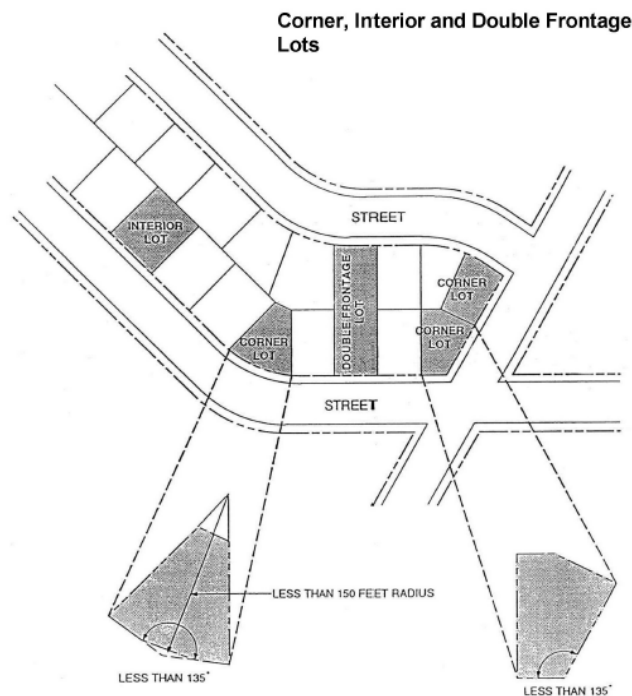 Corner, Interior and Double Frontage
Lots
STREET
INTERIOR
LOT
DOUBLE FRONTAGE
LOT
CORNER
LOT
CORNER
LOT
CORNER
LOT
STREET
LESS THAN 150 FEET RADIUS
LESS THAN 135°
LESS THAN 135°